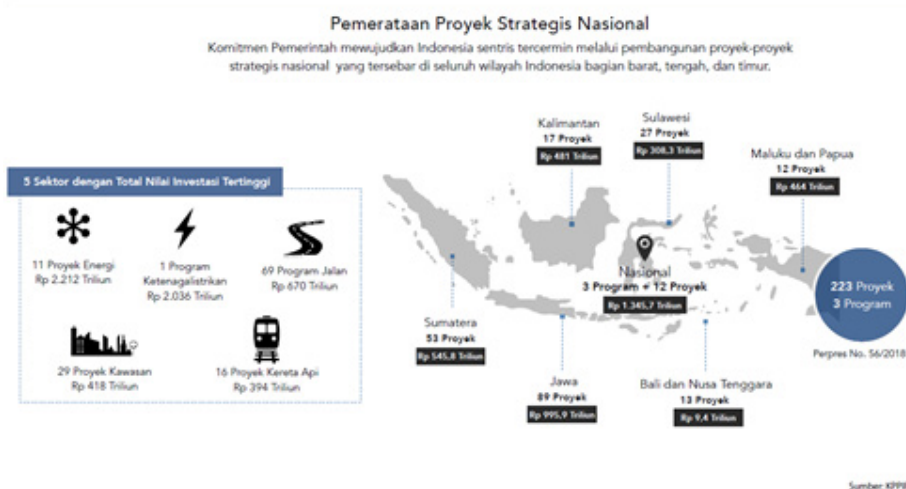 Pemerataan Proyek Strategis Nasional
Komitmen Pemerintah mewujudkan Indonesia sentris tercermin melalui pembangunan proyek-proyek
strategis nasional yang tersebar di seluruh wilayah Indonesia bagian barat, tengah, dan timur.
5 Sektor dengan Total Nilai Investasi Tertinggi
11 Proyek Energi
Rp 2.212 Triliun
1 Program
Ketenagalistrikan
Rp 2.036 Triliun
69 Program Jalan
Rp 670 Triliun
29 Proyek Kawasan
Rp 418 Triliun
16 Proyek Kereta Api
Rp 394 Triliun
Kalimantan
17 Proyek
Rp 481 Triliun
Sulawesi
27 Proyek
Rp 308,3 Triliun
Maluku dan Papua
12 Proyek
Rp 464 Triliun
Nasional
3 Program + 12 Proyek
Rp 1.345,7 Triliun
223 Proyek
3 Program
Perpres No. 56/2018
Sumatera
53 Proyek
Rp 545,8 Triliun
Jawa
89 Proyek
Rp 995,9 Triliun
Bali dan Nusa Tenggara
13 Proyek
Rp 9,4 Triliun
Sumber: KPPIP